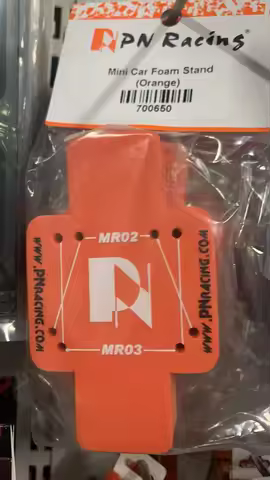 PN Racing
Mini Car Foam Stand
(Orange)
700650
MR02
www.PNRACING.COM
www.PNRACING.COM
MR03